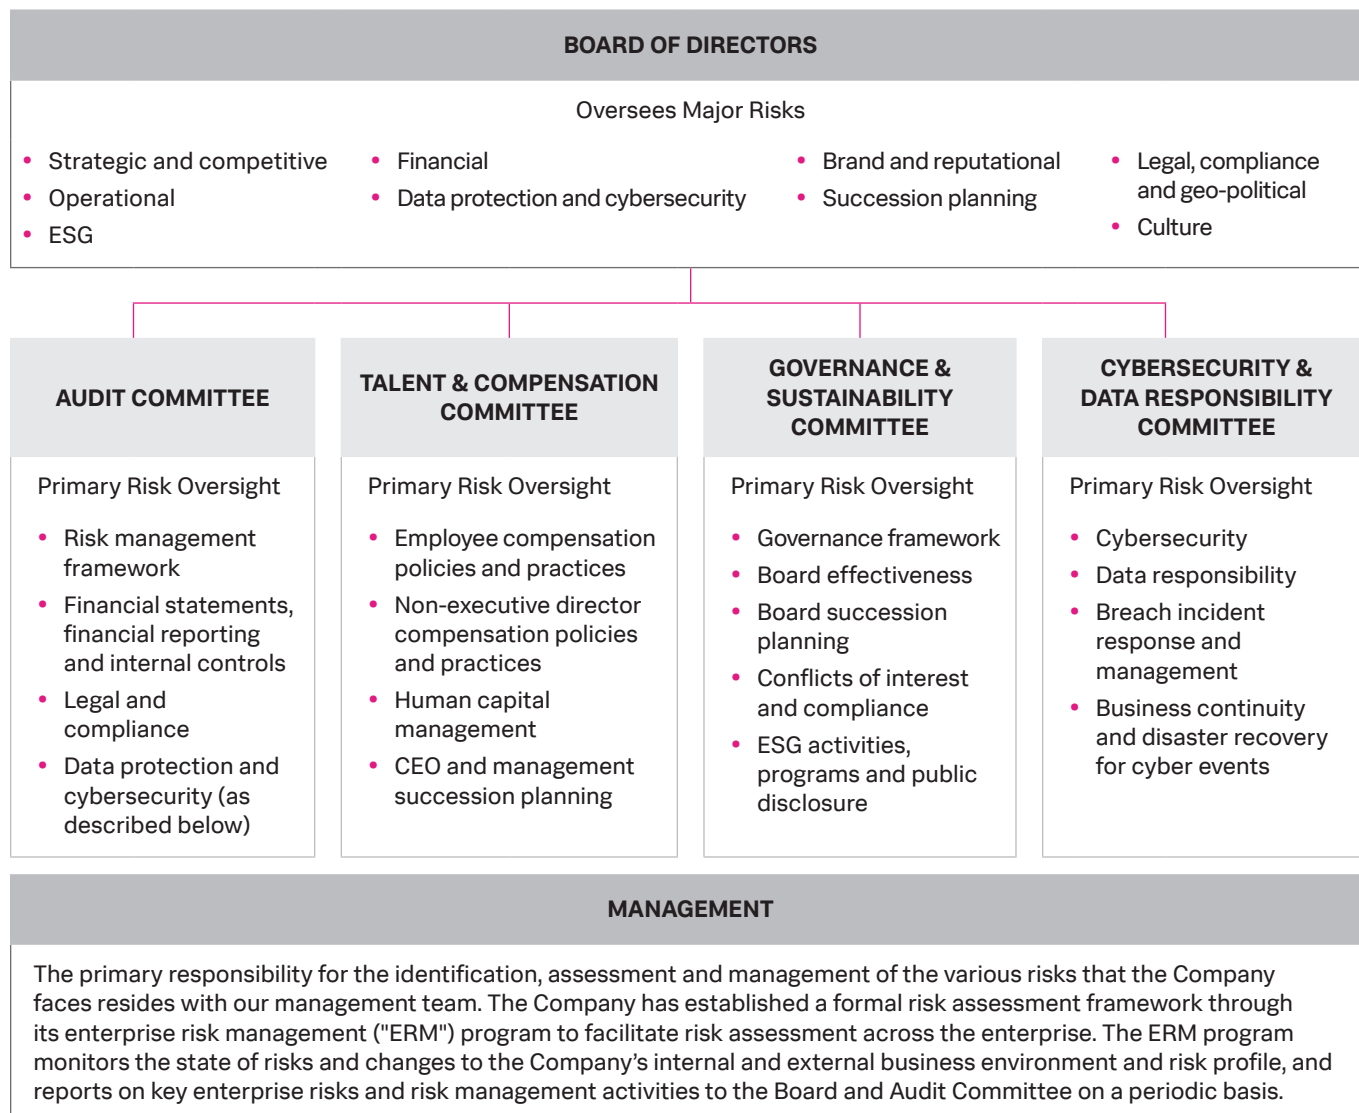 BOARD OF DIRECTORS
Oversees Major Risks
• Strategic and competitive
• Operational
• ESG
• Financial
• Data protection and cybersecurity
• Brand and reputational
• Succession planning
• Legal, compliance
and geo-political
• Culture
AUDIT COMMITTEE
Primary Risk Oversight
• Risk management
framework
• Financial statements,
financial reporting
and internal controls
• Legal and
compliance
• Data protection and
cybersecurity (as
described below)
TALENT & COMPENSATION
COMMITTEE
Primary Risk Oversight
• Employee compensation
policies and practices
• Non-executive director
compensation policies
and practices
• Human capital
management
• CEO and management
succession planning
GOVERNANCE &
SUSTAINABILITY
COMMITTEE
Primary Risk Oversight
• Governance framework
• Board effectiveness
• Board succession
planning
• Conflicts of interest
and compliance
• ESG activities,
programs and public
disclosure
CYBERSECURITY &
DATA RESPONSIBILITY
COMMITTEE
Primary Risk Oversight
• Cybersecurity
• Data responsibility
• Breach incident
response and
management
• Business continuity
and disaster recovery
for cyber events
MANAGEMENT
The primary responsibility for the identification, assessment and management of the various risks that the Company
faces resides with our management team. The Company has established a formal risk assessment framework through
its enterprise risk management ("ERM") program to facilitate risk assessment across the enterprise. The ERM program
monitors the state of risks and changes to the Company's internal and external business environment and risk profile, and
reports on key enterprise risks and risk management activities to the Board and Audit Committee on a periodic basis.